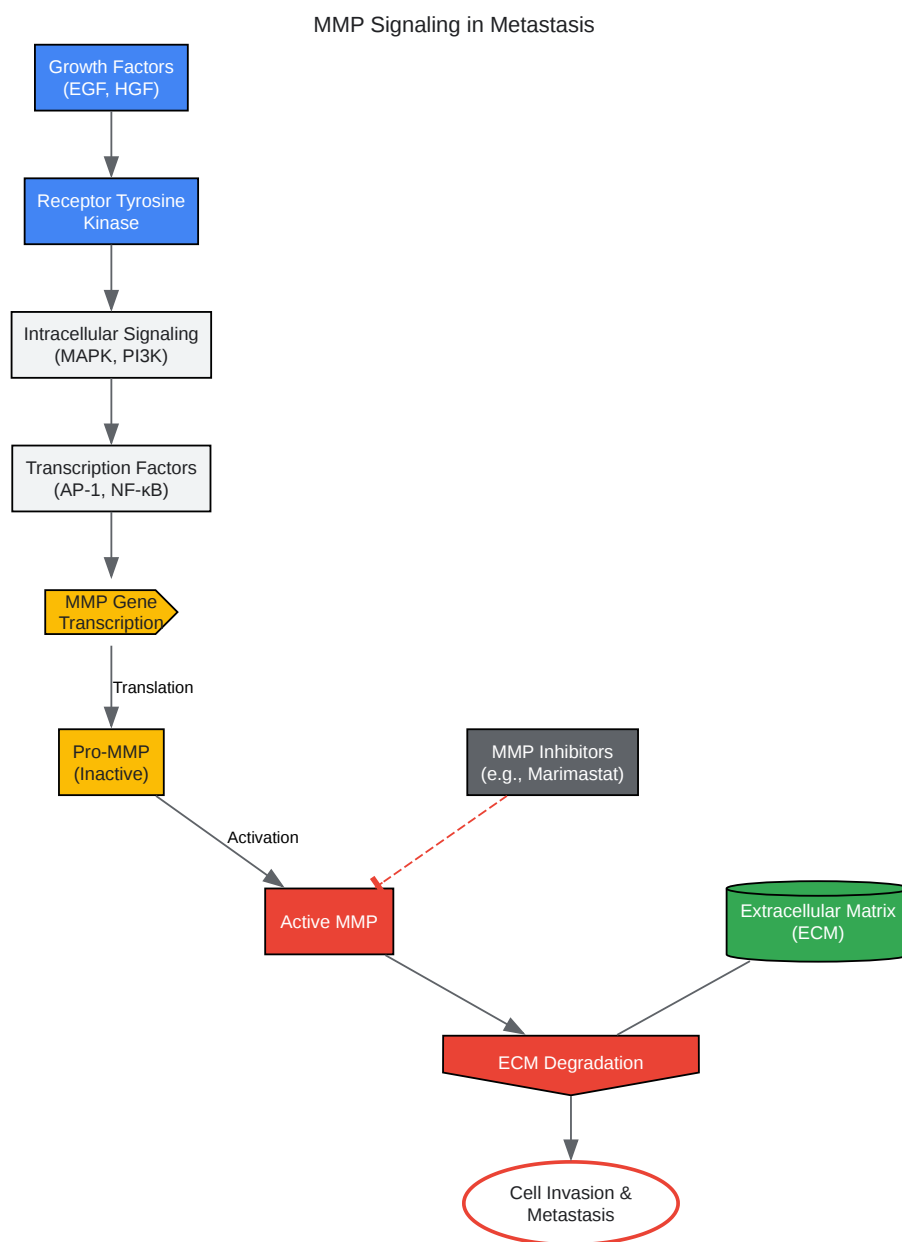 MMP Signaling in Metastasis
Growth Factors
(EGF, HGF)
Receptor Tyrosine
Kinase
Intracellular Signaling
(MAPK, PI3K)
Transcription Factors
(AP-1, NF-κB)
MMP Gene
Transcription
Translation
Pro-MMP
(Inactive)
MMP Inhibitors
(e.g., Marimastat)
Activation
Active MMP
Extracellular Matrix
(ECM)
ECM Degradation
Cell Invasion &
Metastasis